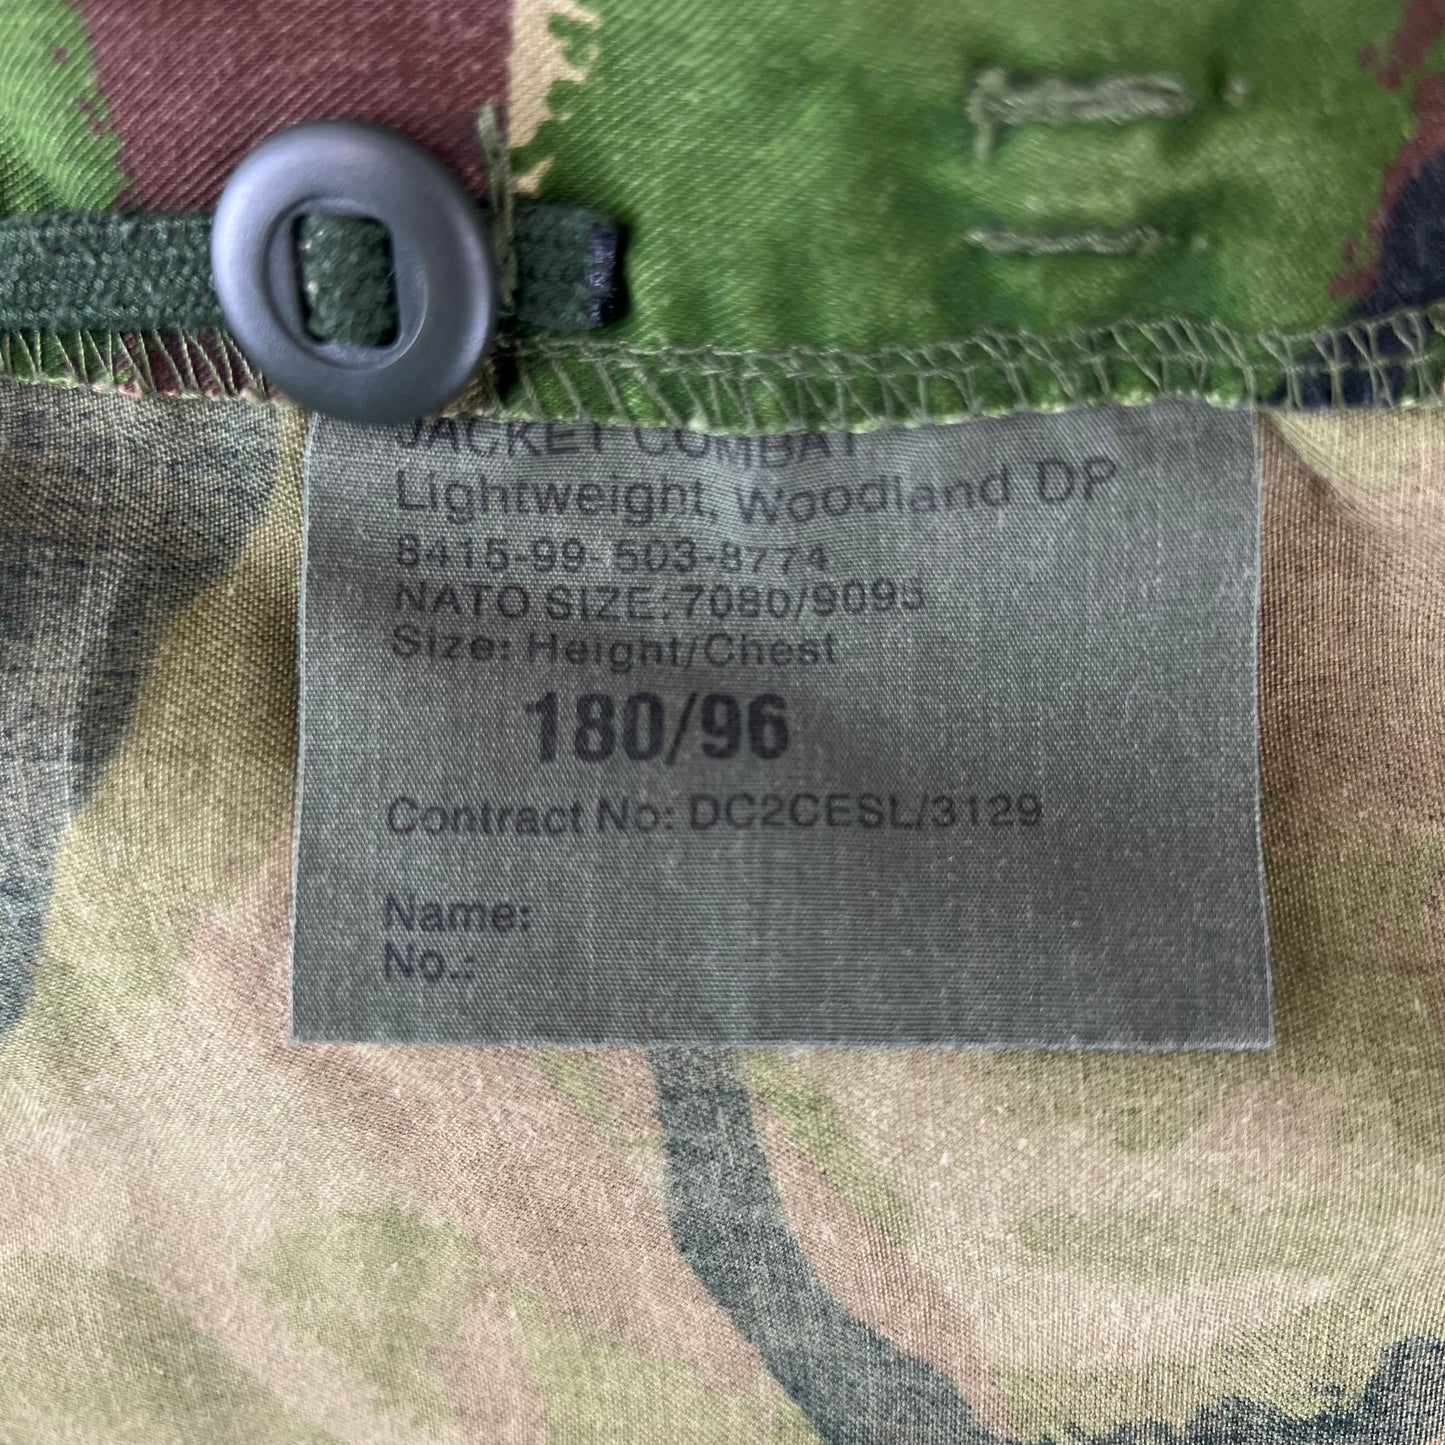 JACKET COMBAT
Lightweight, Woodland DP
8415-99-503-8774
NATO SIZE: 7080/9095
Size: Height/Chest
180/96
Contract No: DC2CESL/3129
Name:
No.: